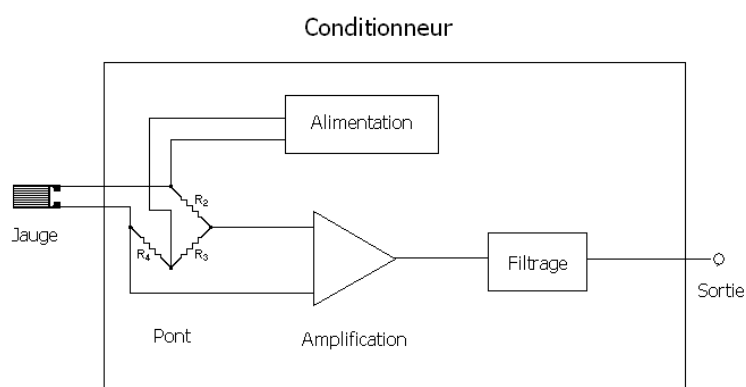 Conditionneur
Alimentation
R2
Jauge
R4
R3
Filtrage
Sortie
Pont
Amplification